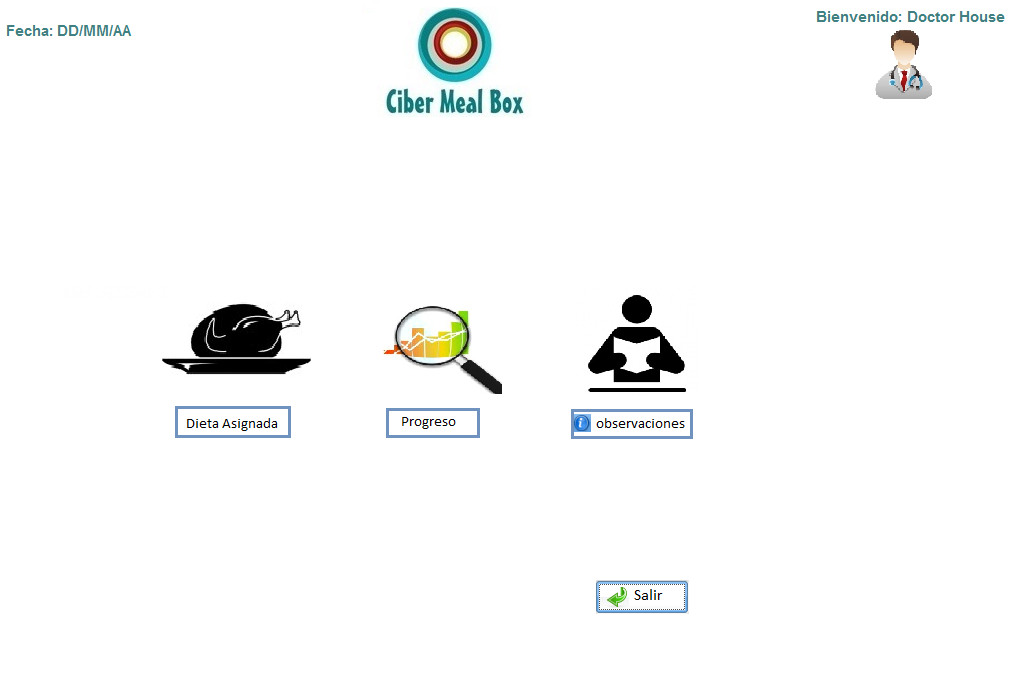 Fecha: DD/MM/AA
Bienvenido: Doctor House
Ciber Meal Box
Dieta Asignada
Progreso
i observaciones
Salir